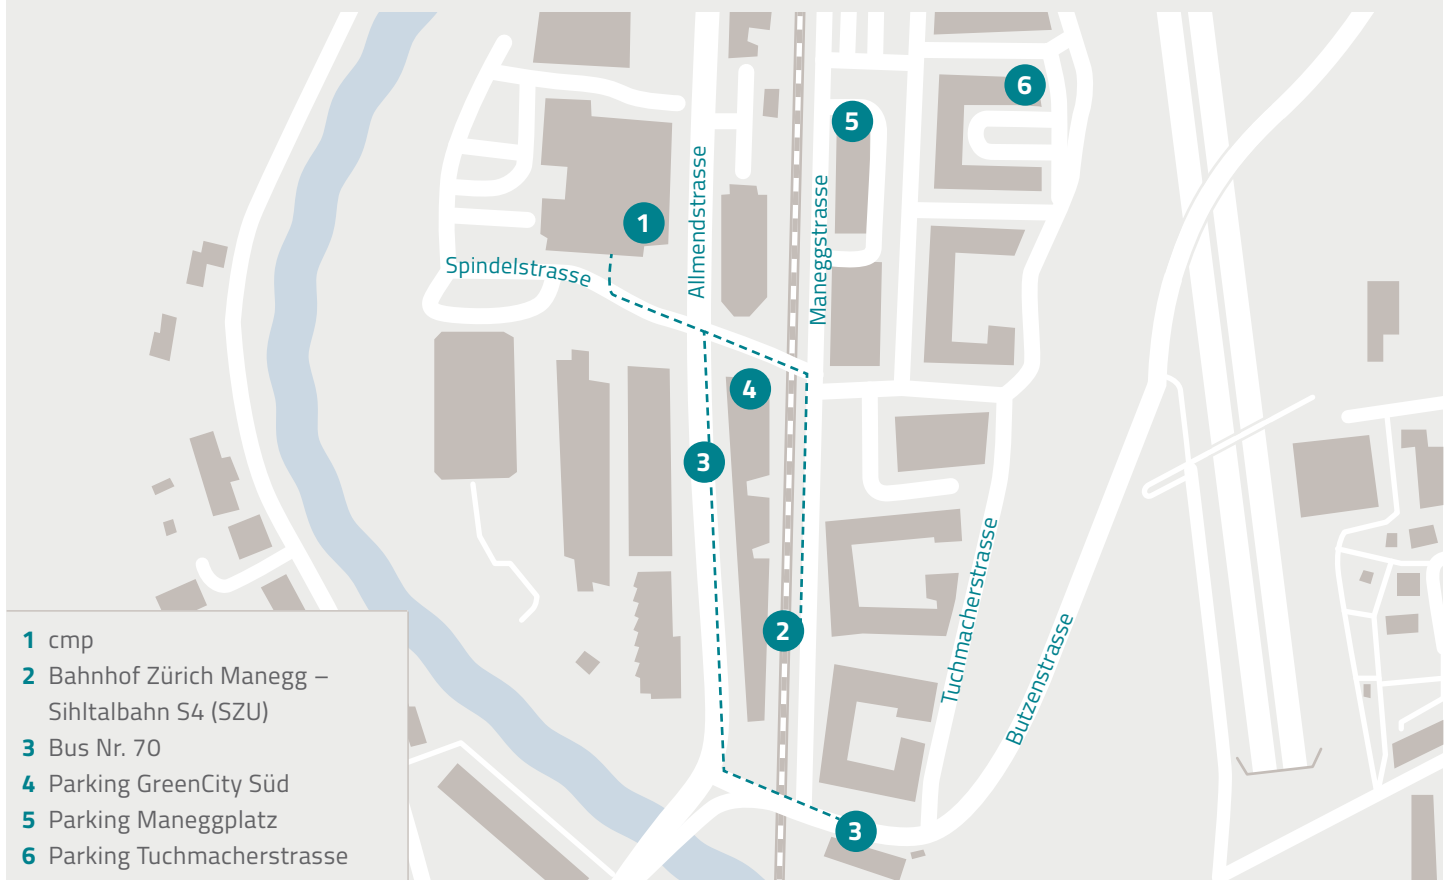 6
5
Allmendstrasse
Maneggstrasse
1
Spindelstrasse
4
3
Tuchmacherstrasse
2
Butzenstrasse
3
1 cmp
2 Bahnhof Zürich Manegg –
Sihltalbahn S4 (SZU)
3 Bus Nr. 70
4 Parking GreenCity Süd
5 Parking Maneggplatz
6 Parking Tuchmacherstrasse